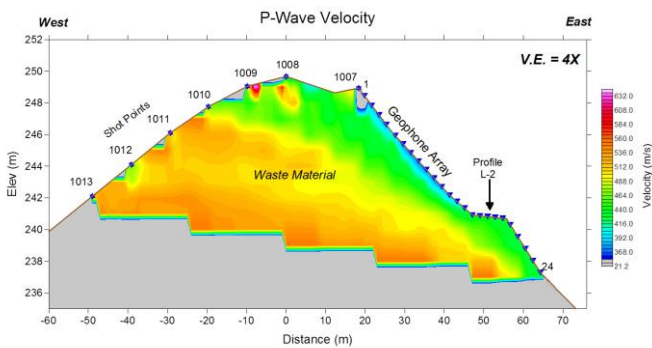 P-Wave Velocity
West
East
V.E. = 4X
252
250
248
246
244
242
240
238
236
Elev (m)
1013
1012
1011
1010
1009
1008
1007
1
24
Shot Points
Geophone Array
Profile
L-2
Waste Material
-60 -50 -40 -30 -20 -10 0 10 20 30 40 50 60 70
Distance (m)
632.0
608.0
584.0
560.0
536.0
512.0
488.0
464.0
440.0
416.0
392.0
368.0
21.2
Velocity (m/s)